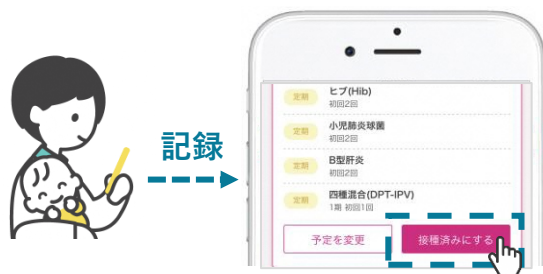 記録
定期
ヒブ(Hib)
初回2回
定期
小児肺炎球菌
初回2回
定期
B型肝炎
初回2回
定期
四種混合(DPT-IPV)
1期 初回1回
予定を変更
接種済みにする